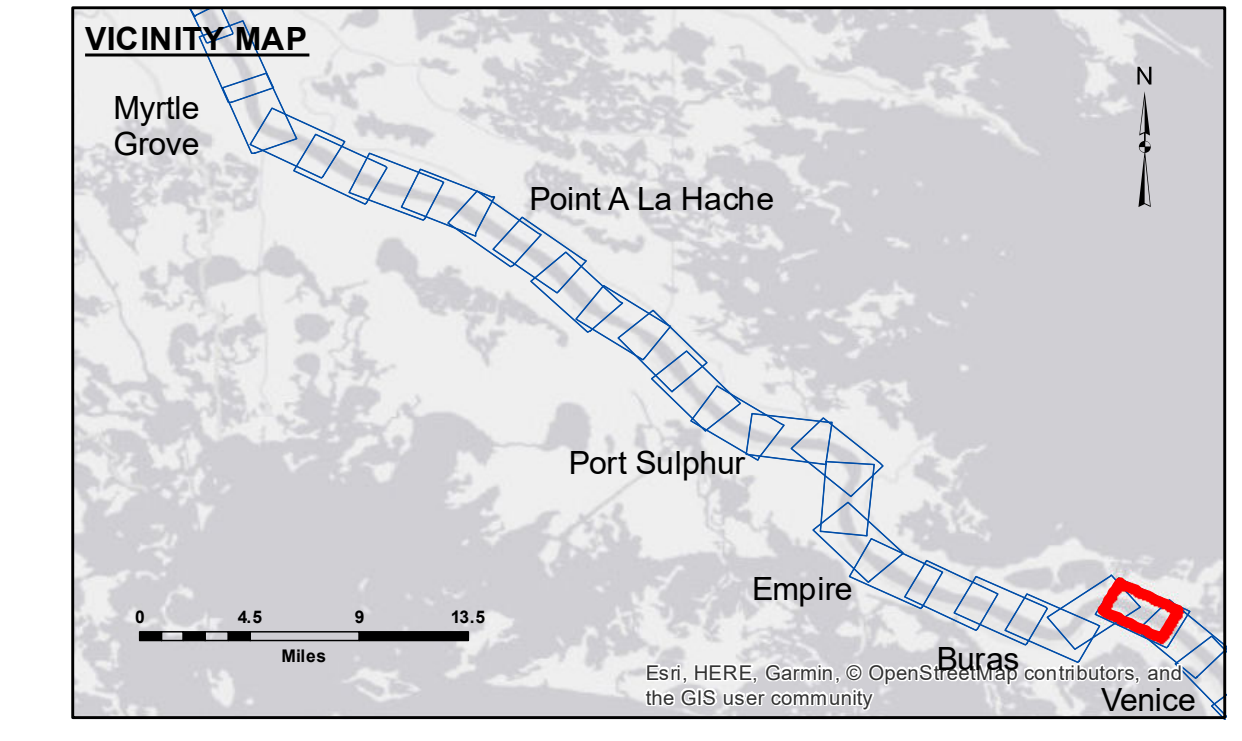 VICINITY MAP
N
Myrtle
Grove
Point A La Hache
Port Sulphur
Empire
0 4.5 9 13.5
Miles
Buras
Esri, HERE, Garmin, © OpenStreetMap contributors, and
the GIS user community
Venice